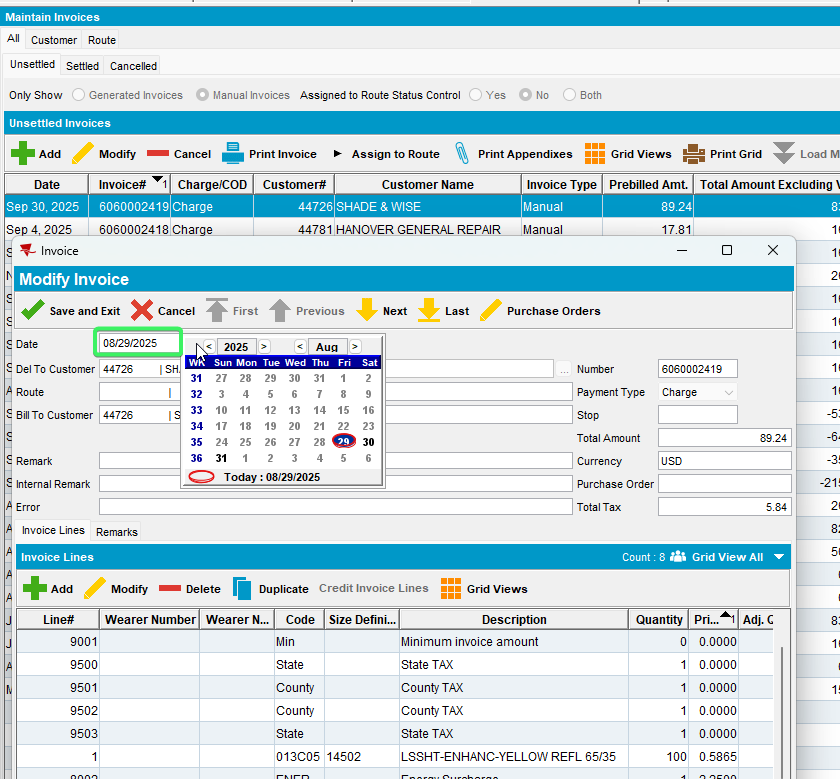 Maintain Invoices
All Customer Route
Unsettled Settled Cancelled
Only Show Generated Invoices Manual Invoices Assigned to Route Status Control Yes No Both
Unsettled Invoices
Add Modify Cancel Print Invoice Assign to Route Print Appendixes Grid Views Print Grid Load M
Date Invoice# 1 Charge/COD Customer# Customer Name Invoice Type Prebilled Amt. Total Amount Excluding V
Sep 30, 2025 6060002419 Charge 44726 SHADE & WISE Manual 89.24 83
Sep 4, 2025 6060002418 Charge 44781 HANOVER GENERAL REPAIR Manual 17.81 16
Invoice
Modify Invoice
Save and Exit Cancel First Previous Next Last Purchase Orders
Date 08/29/2025 < 2025 > < Aug >
WK Sun Mon Tue Wed Thu Fri Sat
31 27 28 29 30 31 1 2
32 3 4 5 6 7 8 9
33 10 11 12 13 14 15 16
34 17 18 19 20 21 22 23
35 24 25 26 27 28 29 30
36 31 1 2 3 4 5 6
Today : 08/29/2025
Del To Customer 44726 | SH ... Number 6060002419
Route | Payment Type Charge
Bill To Customer 44726 | S Stop
Total Amount 89.24
Remark Currency USD
Internal Remark Purchase Order
Error Total Tax 5.84
Invoice Lines Remarks
Invoice Lines Count : 8 Grid View All
Add Modify Delete Duplicate Credit Invoice Lines Grid Views
Line# Wearer Number Wearer N... Code Size Defini... Description Quantity Pri... 1 Adj. Q
9001 Min Minimum invoice amount 0 0.0000
9500 State State TAX 1 0.0000
9501 County County TAX 1 0.0000
9502 County County TAX 1 0.0000
9503 State State TAX 1 0.0000
1 013C05 14502 LSSHT-ENHANC-YELLOW REFL 65/35 100 0.5865